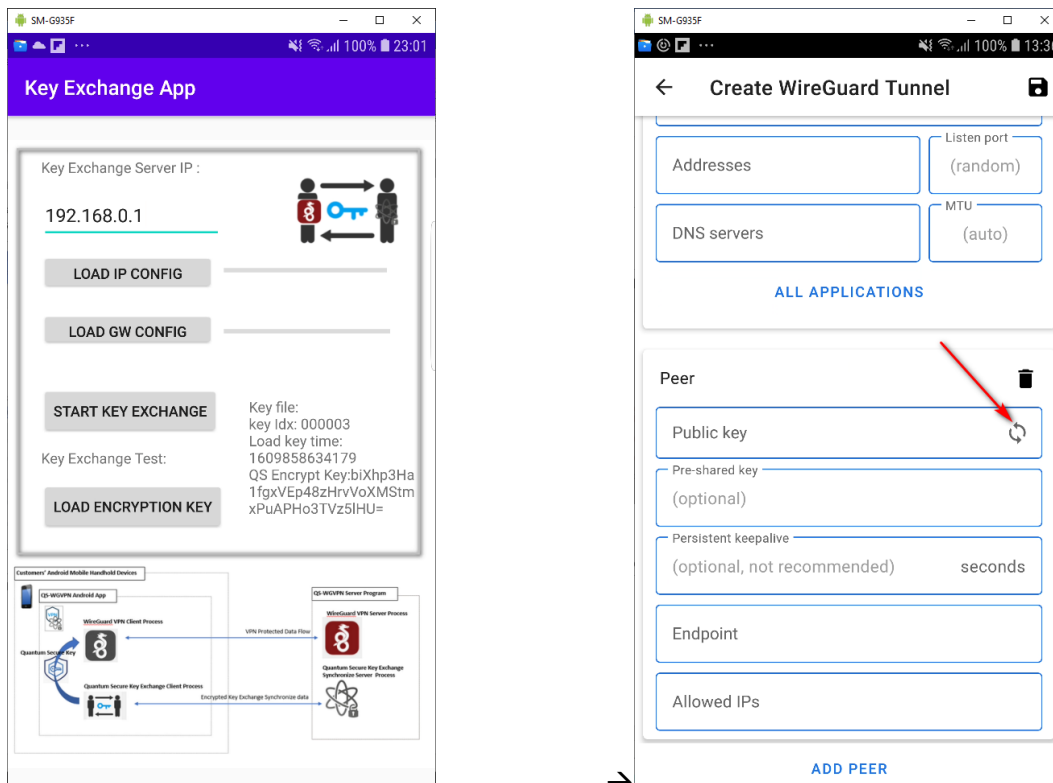 SM-G935F
100% 23:01
Key Exchange App
Key Exchange Server IP :
192.168.0.1
LOAD IP CONFIG
LOAD GW CONFIG
START KEY EXCHANGE
Key Exchange Test:
LOAD ENCRYPTION KEY
Key file:
key Idx: 000003
Load key time:
1609858634179
QS Encrypt Key:biXhp3Ha
1fgxVEp48zHrvVoXMStm
xPuAPHo3TVz5lHU=
Customers' Android Mobile Handheld Devices
QS-WGVPN Android App
WireGuard VPN Client Process
Quantum Secure Key
Quantum Secure Key Exchange Client Process
VPN Protected Data Flow
Encrypted Key Exchange Synchronize data
QS-WGVPN Server Program
WireGuard VPN Server Process
Quantum Secure Key Exchange
Synchronize Server Process
SM-G935F
100%
Create WireGuard Tunnel
Addresses
Listen port
(random)
DNS servers
MTU
(auto)
ALL APPLICATIONS
Peer
Public key
Pre-shared key
(optional)
Persistent keepalive
(optional, not recommended) seconds
Endpoint
Allowed IPs
ADD PEER